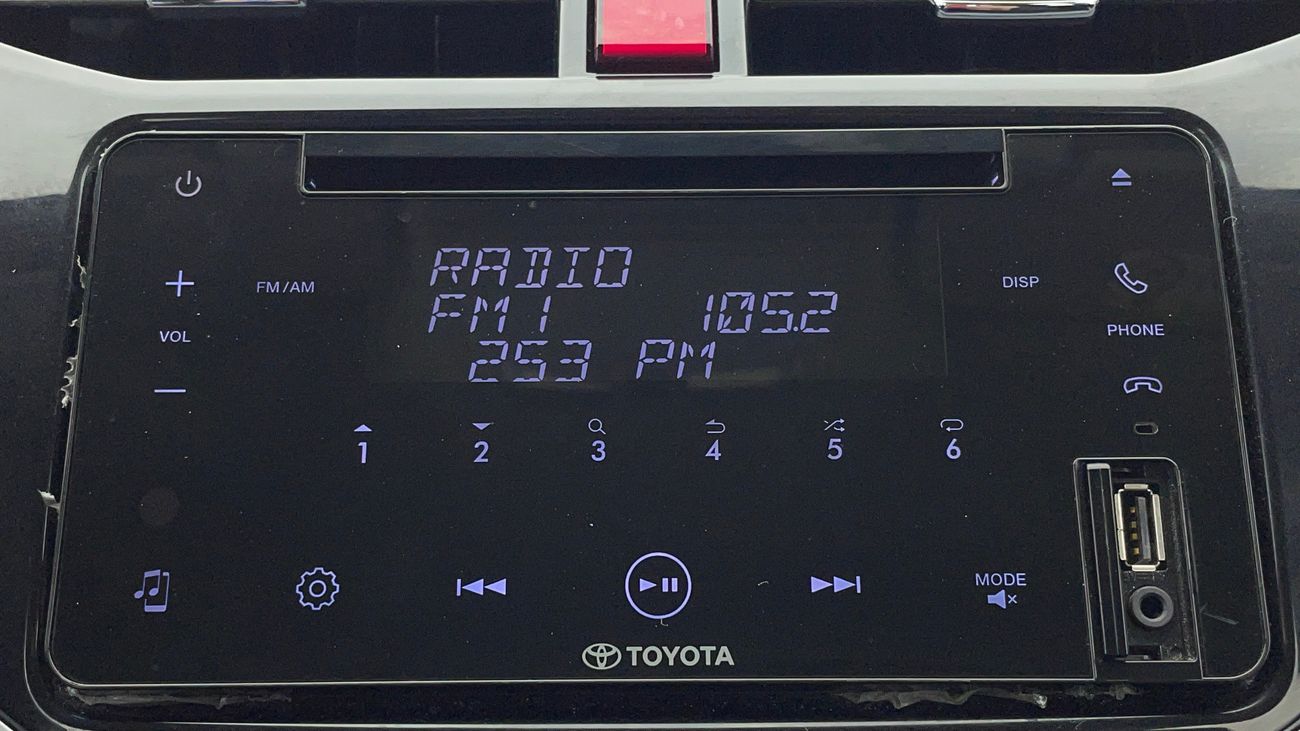 RADIO
FM1 105.2
253 PM
FM/AM
VOL
DISP
PHONE
1 2 3 4 5 6
MODE
TOYOTA